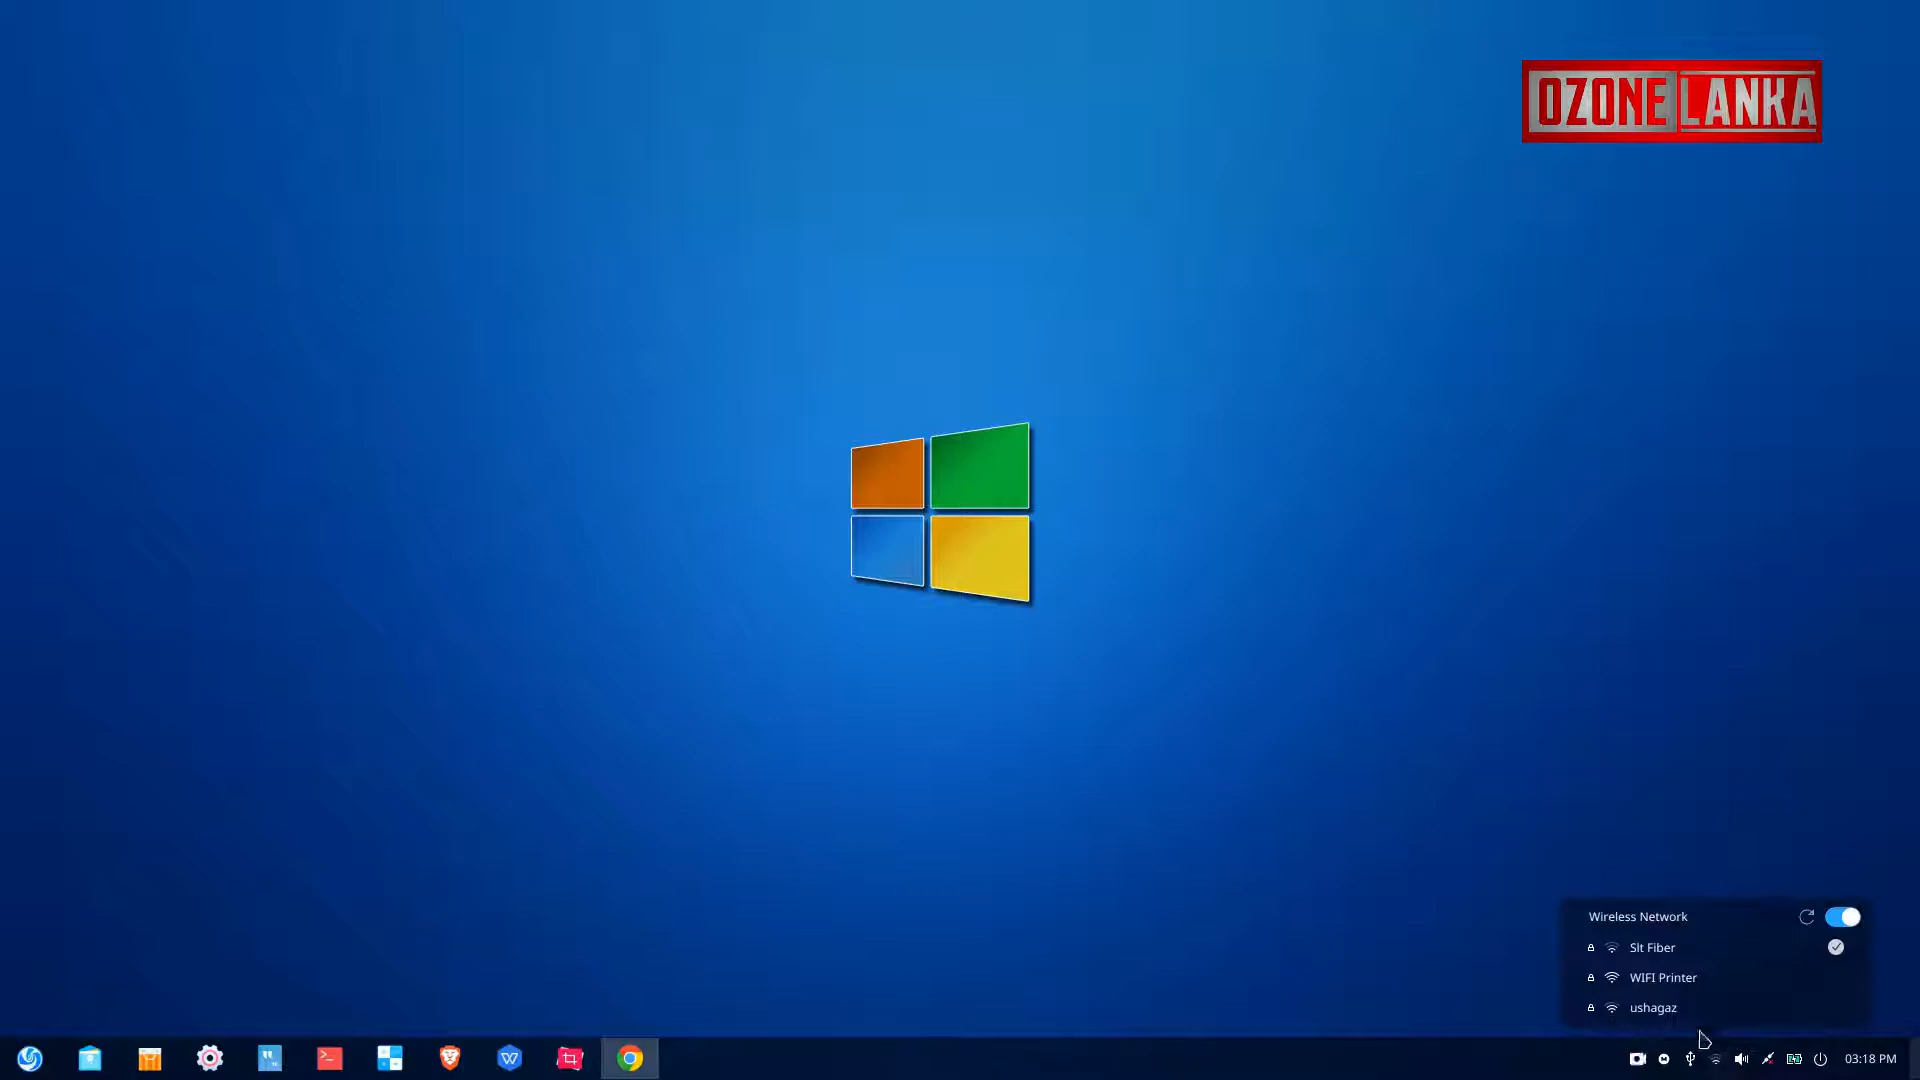 OZONE LANKA
Wireless Network
Slt Fiber
WIFI Printer
ushagaz
03:18 PM